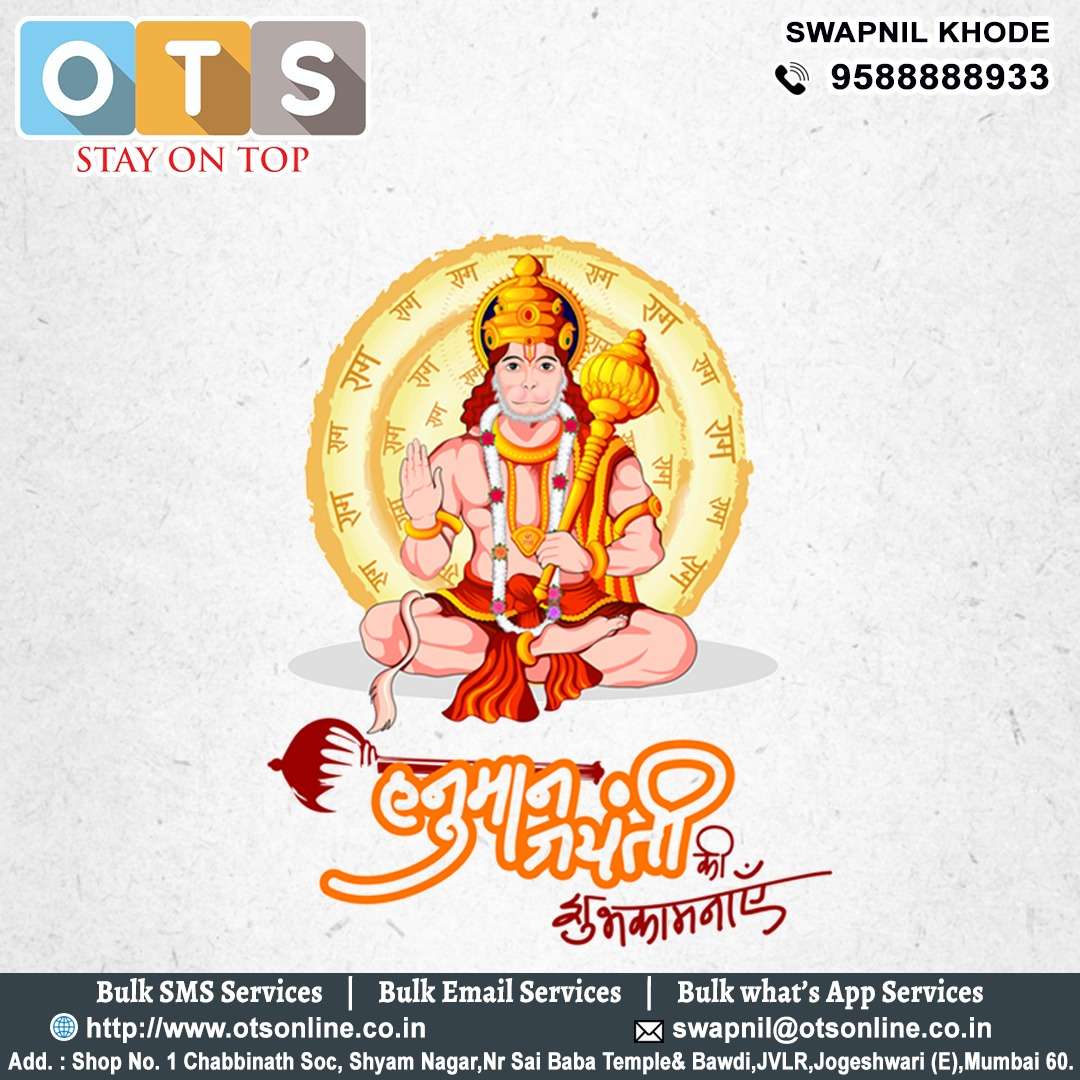 OTS
STAY ON TOP
SWAPNIL KHODE
9588888933
राम राम राम राम राम
राम राम
राम राम राम राम
राम राम राम राम
राम राम
राम राम
राम राम
हनुमान
जयंती की
शुभकामनाएँ
Bulk SMS Services | Bulk Email Services | Bulk what's App Services
http://www.otsonline.co.in swapnil@otsonline.co.in
Add. : Shop No. 1 Chabbinath Soc, Shyam Nagar,Nr Sai Baba Temple& Bawdi,JVLR,Jogeshwari (E),Mumbai 60.